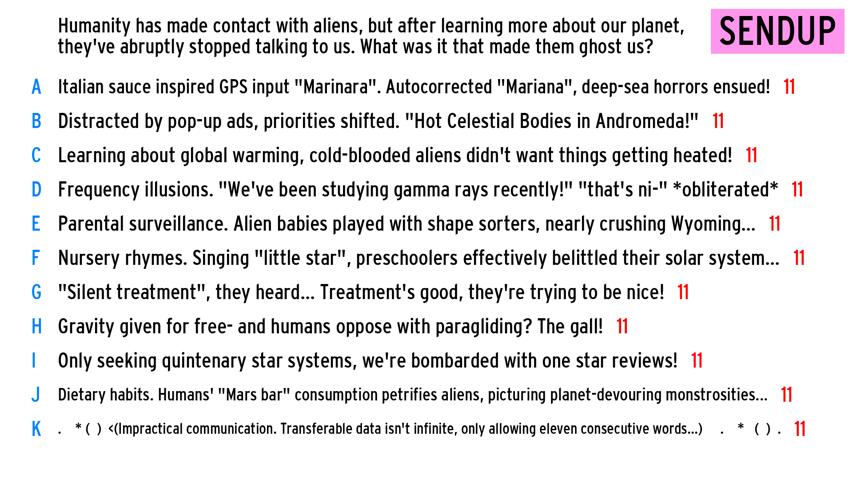 Humanity has made contact with aliens, but after learning more about our planet,
they've abruptly stopped talking to us. What was it that made them ghost us?
SENDUP
A Italian sauce inspired GPS input "Marinara". Autocorrected "Mariana", deep-sea horrors ensued! 11
B Distracted by pop-up ads, priorities shifted. "Hot Celestial Bodies in Andromeda!" 11
C Learning about global warming, cold-blooded aliens didn't want things getting heated! 11
D Frequency illusions. "We've been studying gamma rays recently!" "that's ni-" *obliterated* 11
E Parental surveillance. Alien babies played with shape sorters, nearly crushing Wyoming... 11
F Nursery rhymes. Singing "little star", preschoolers effectively belittled their solar system... 11
G "Silent treatment", they heard... Treatment's good, they're trying to be nice! 11
H Gravity given for free- and humans oppose with paragliding? The gall! 11
I Only seeking quintenary star systems, we're bombarded with one star reviews! 11
J Dietary habits. Humans' "Mars bar" consumption petrifies aliens, picturing planet-devouring monstrosities... 11
K . * ( ) <(Impractical communication. Transferable data isn't infinite, only allowing eleven consecutive words...) . * ( ) . 11